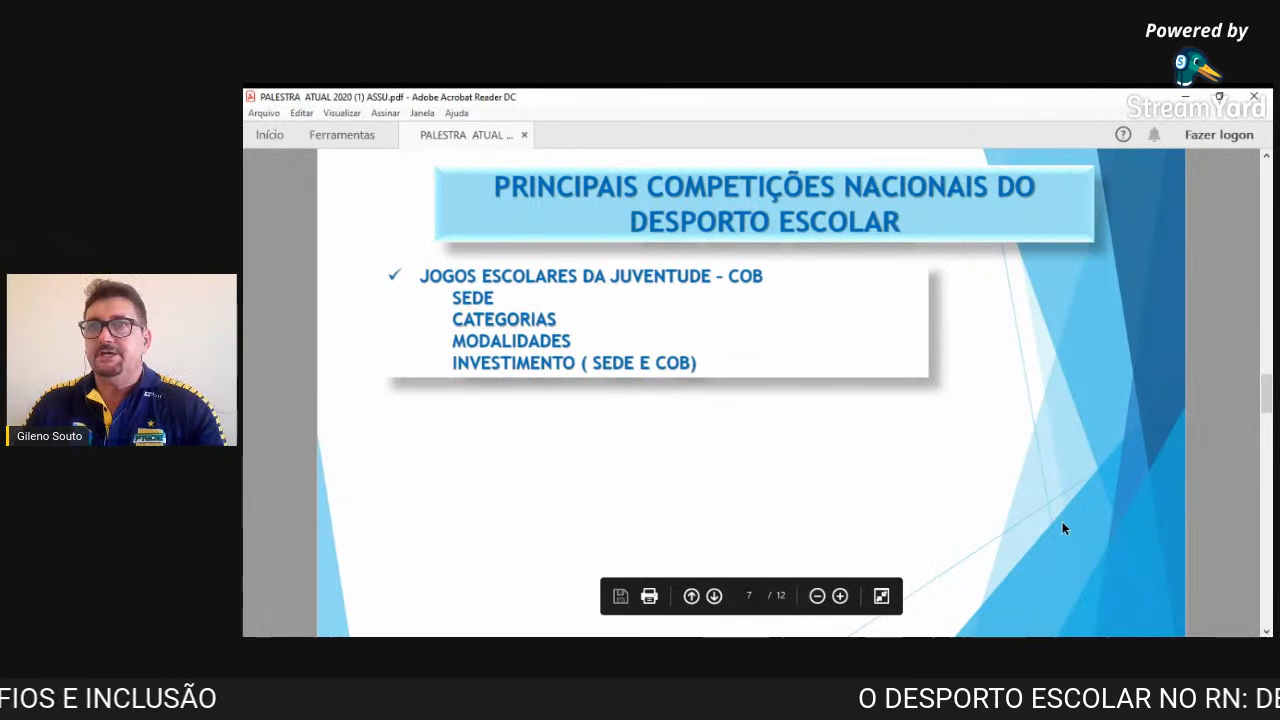 Powered by
StreamYard
PALESTRA ATUAL 2020 (1) ASSU.pdf - Adobe Acrobat Reader DC
Arquivo Editar Visualizar Assinar Janela Ajuda
Início Ferramentas PALESTRA ATUAL ... × Fazer logon
PRINCIPAIS COMPETIÇÕES NACIONAIS DO
DESPORTO ESCOLAR
✓ JOGOS ESCOLARES DA JUVENTUDE – COB
SEDE
CATEGORIAS
MODALIDADES
INVESTIMENTO ( SEDE E COB)
Gileno Souto
7 / 12
FIOS E INCLUSÃO
O DESPORTO ESCOLAR NO RN: DE